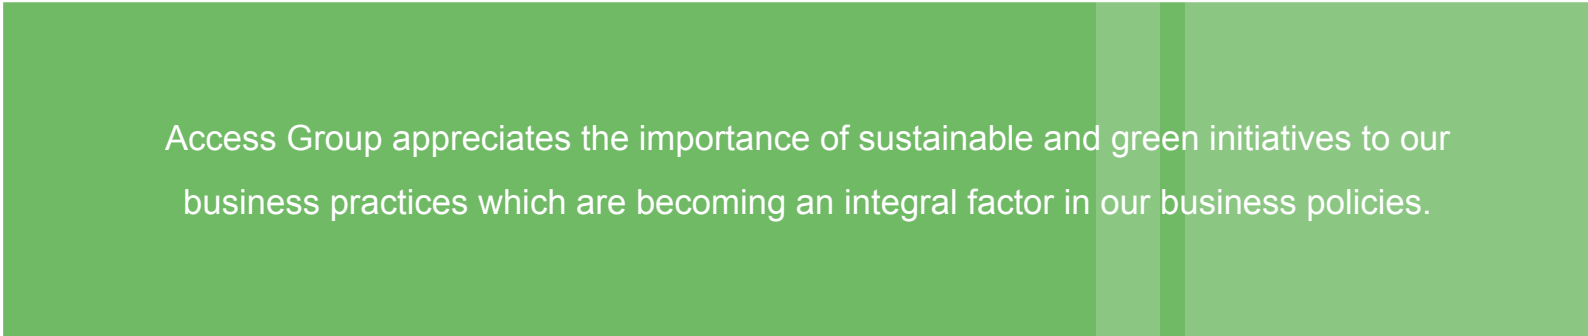 Access Group appreciates the importance of sustainable and green initiatives to our
business practices which are becoming an integral factor in our business policies.